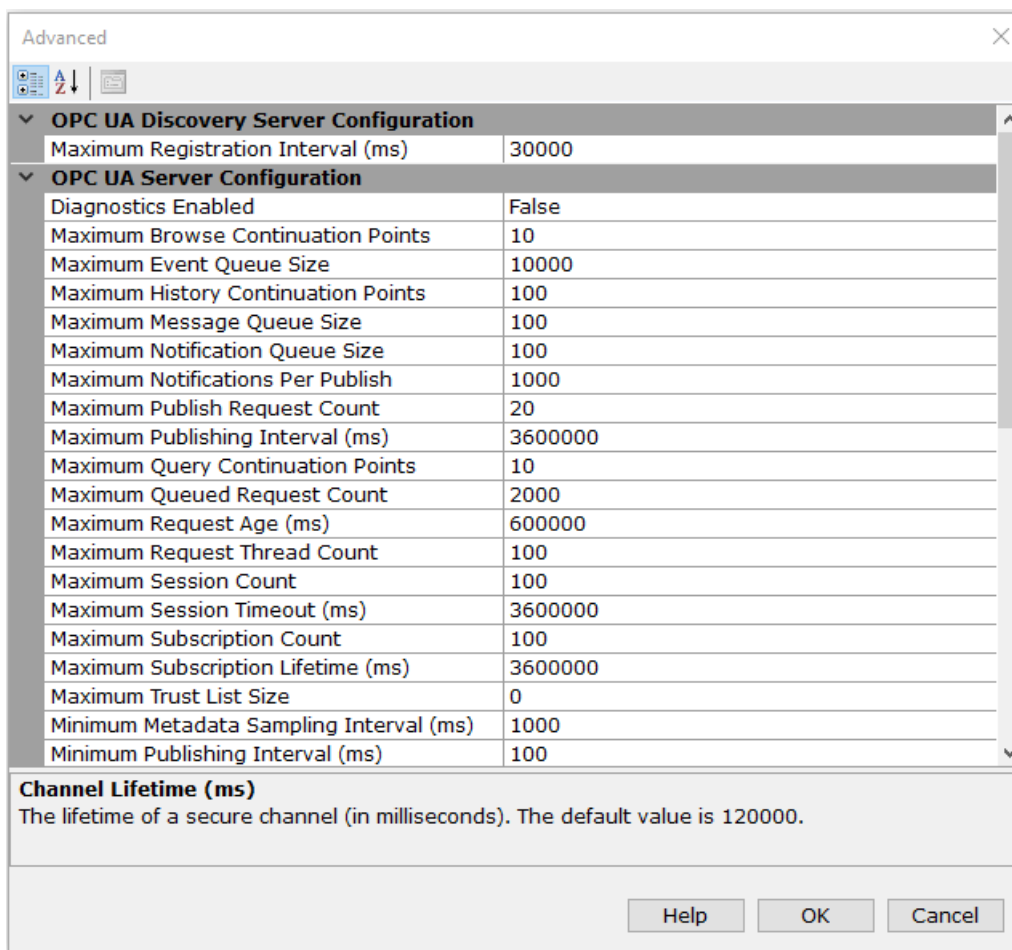 Advanced
OPC UA Discovery Server Configuration
Maximum Registration Interval (ms) 30000
OPC UA Server Configuration
Diagnostics Enabled False
Maximum Browse Continuation Points 10
Maximum Event Queue Size 10000
Maximum History Continuation Points 100
Maximum Message Queue Size 100
Maximum Notification Queue Size 100
Maximum Notifications Per Publish 1000
Maximum Publish Request Count 20
Maximum Publishing Interval (ms) 3600000
Maximum Query Continuation Points 10
Maximum Queued Request Count 2000
Maximum Request Age (ms) 600000
Maximum Request Thread Count 100
Maximum Session Count 100
Maximum Session Timeout (ms) 3600000
Maximum Subscription Count 100
Maximum Subscription Lifetime (ms) 3600000
Maximum Trust List Size 0
Minimum Metadata Sampling Interval (ms) 1000
Minimum Publishing Interval (ms) 100
Channel Lifetime (ms)
The lifetime of a secure channel (in milliseconds). The default value is 120000.
Help OK Cancel